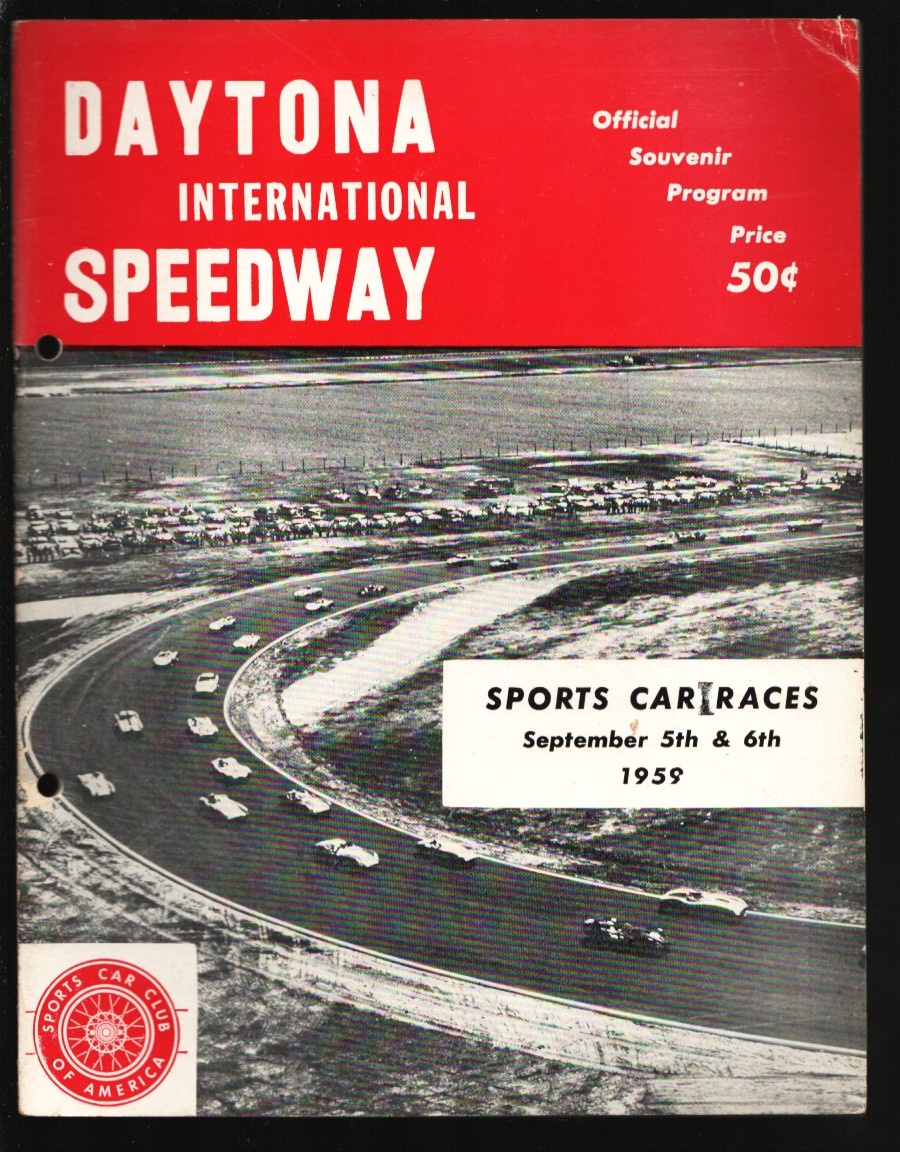 DAYTONA
INTERNATIONAL
SPEEDWAY
Official
Souvenir
Program
Price
50¢
SPORTS CAR RACES
September 5th & 6th
1959
SPORTS CAR CLUB
OF AMERICA